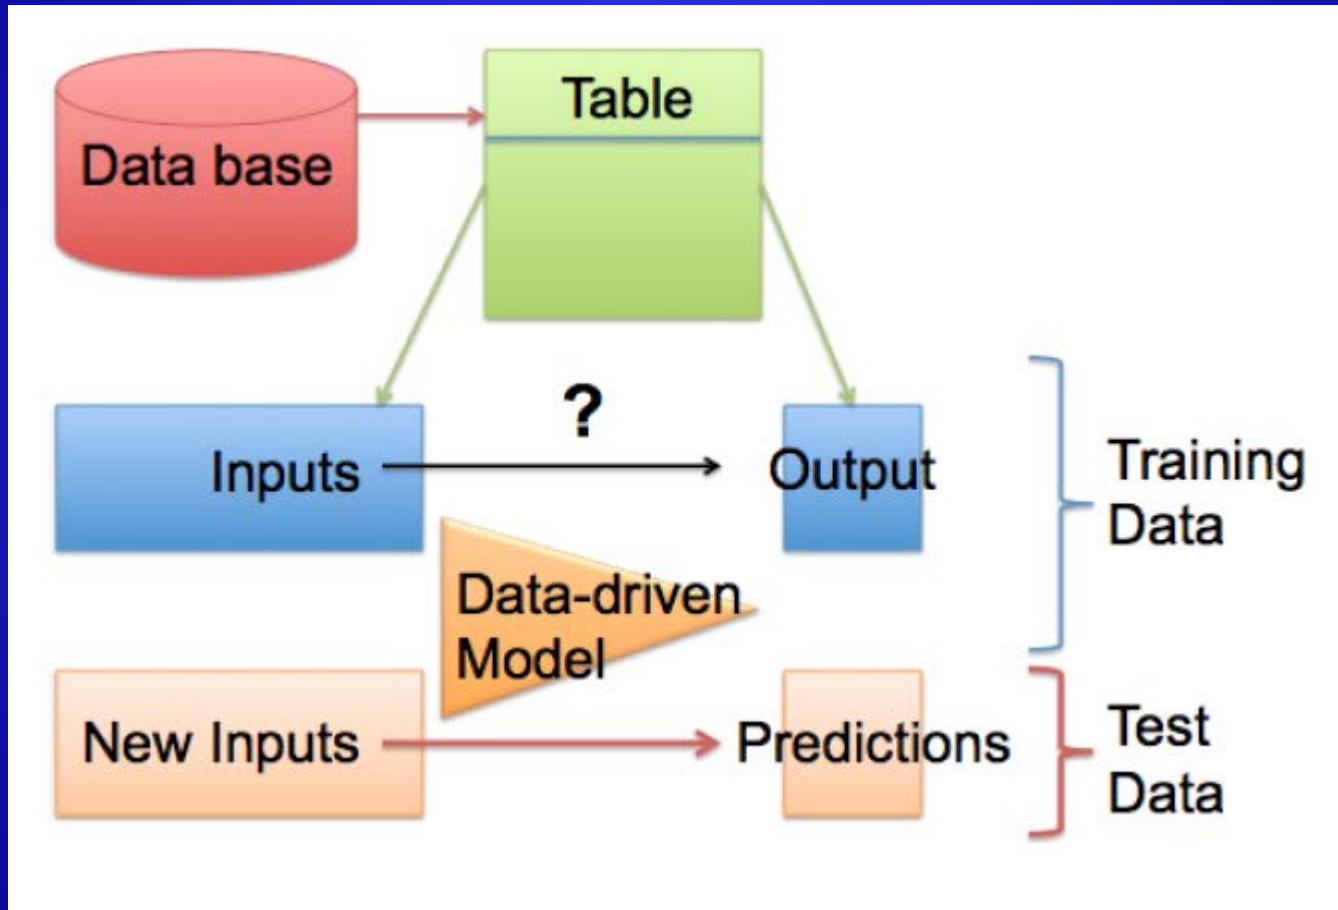 Data base
Table
?
Inputs
Output
Training
Data
Data-driven
Model
New Inputs
Predictions
Test
Data